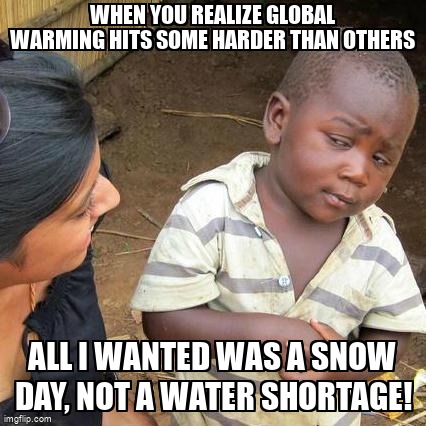 WHEN YOU REALIZE GLOBAL
WARMING HITS SOME HARDER THAN OTHERS
ALL I WANTED WAS A SNOW
DAY, NOT A WATER SHORTAGE!
imgflip.com